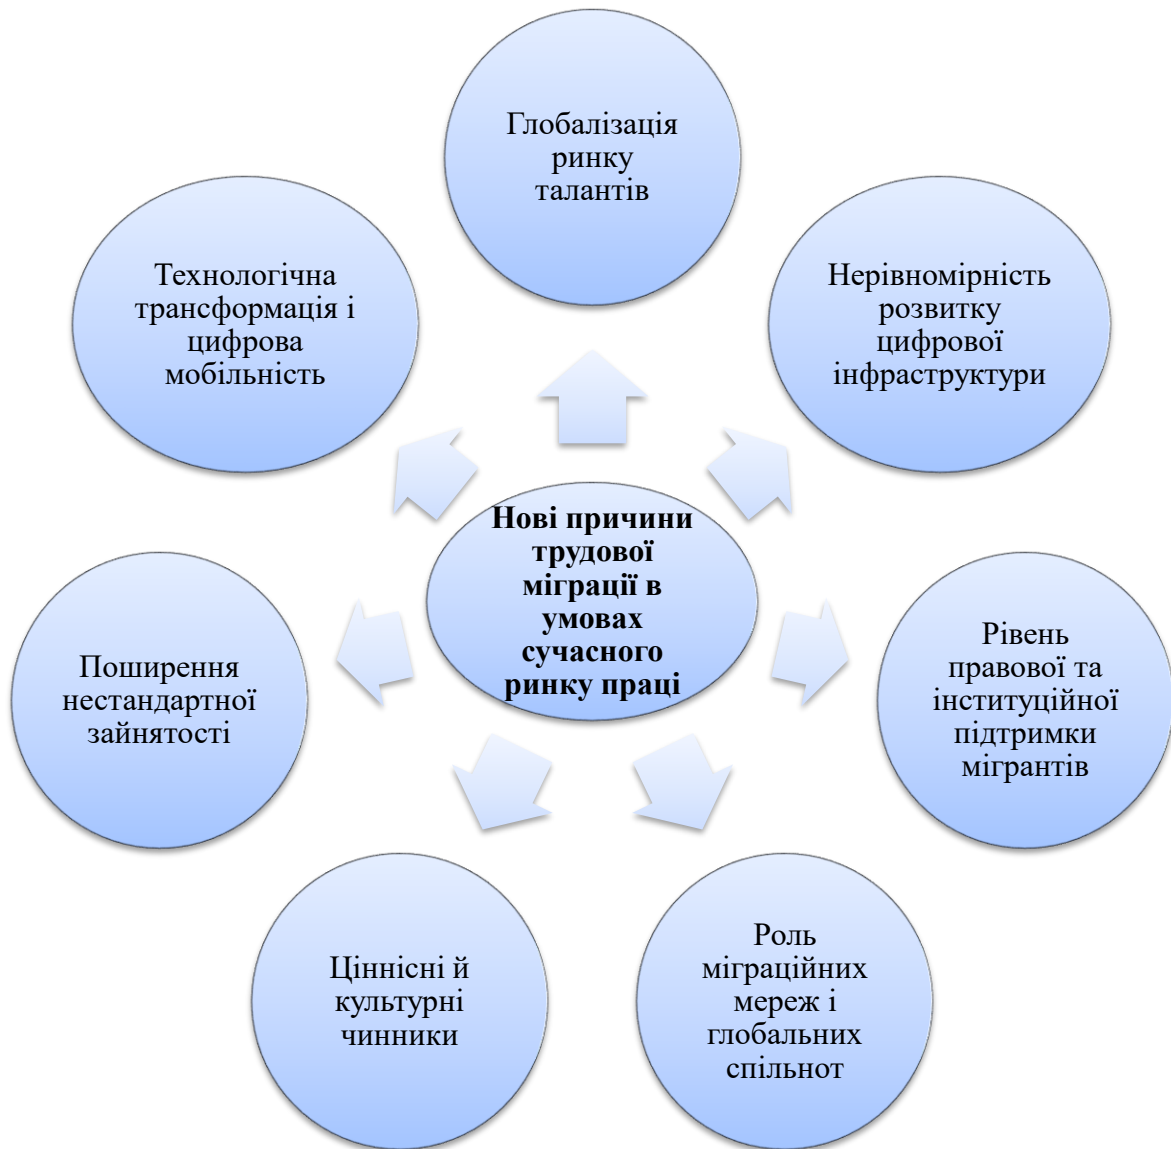 Глобалізація
ринку
талантів
Технологічна
трансформація і
цифрова
мобільність
Нерівномірність
розвитку
цифрової
інфраструктури
Нові причини
трудової
міграції в
умовах
сучасного
ринку праці
Поширення
нестандартної
зайнятості
Рівень
правової та
інституційної
підтримки
мігрантів
Ціннісні й
культурні
чинники
Роль
міграційних
мереж і
глобальних
спільнот